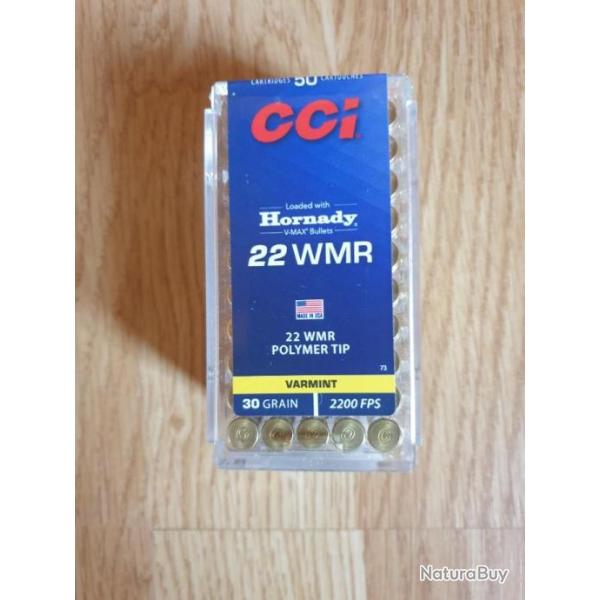 CARTRIDGES 50 CARTOUCHES
CCi
Loaded with
Hornady®
V-MAX® Bullets
22 WMR
MADE IN USA
22 WMR
POLYMER TIP
73
VARMINT
30 GRAIN 2200 FPS
NaturaBuy